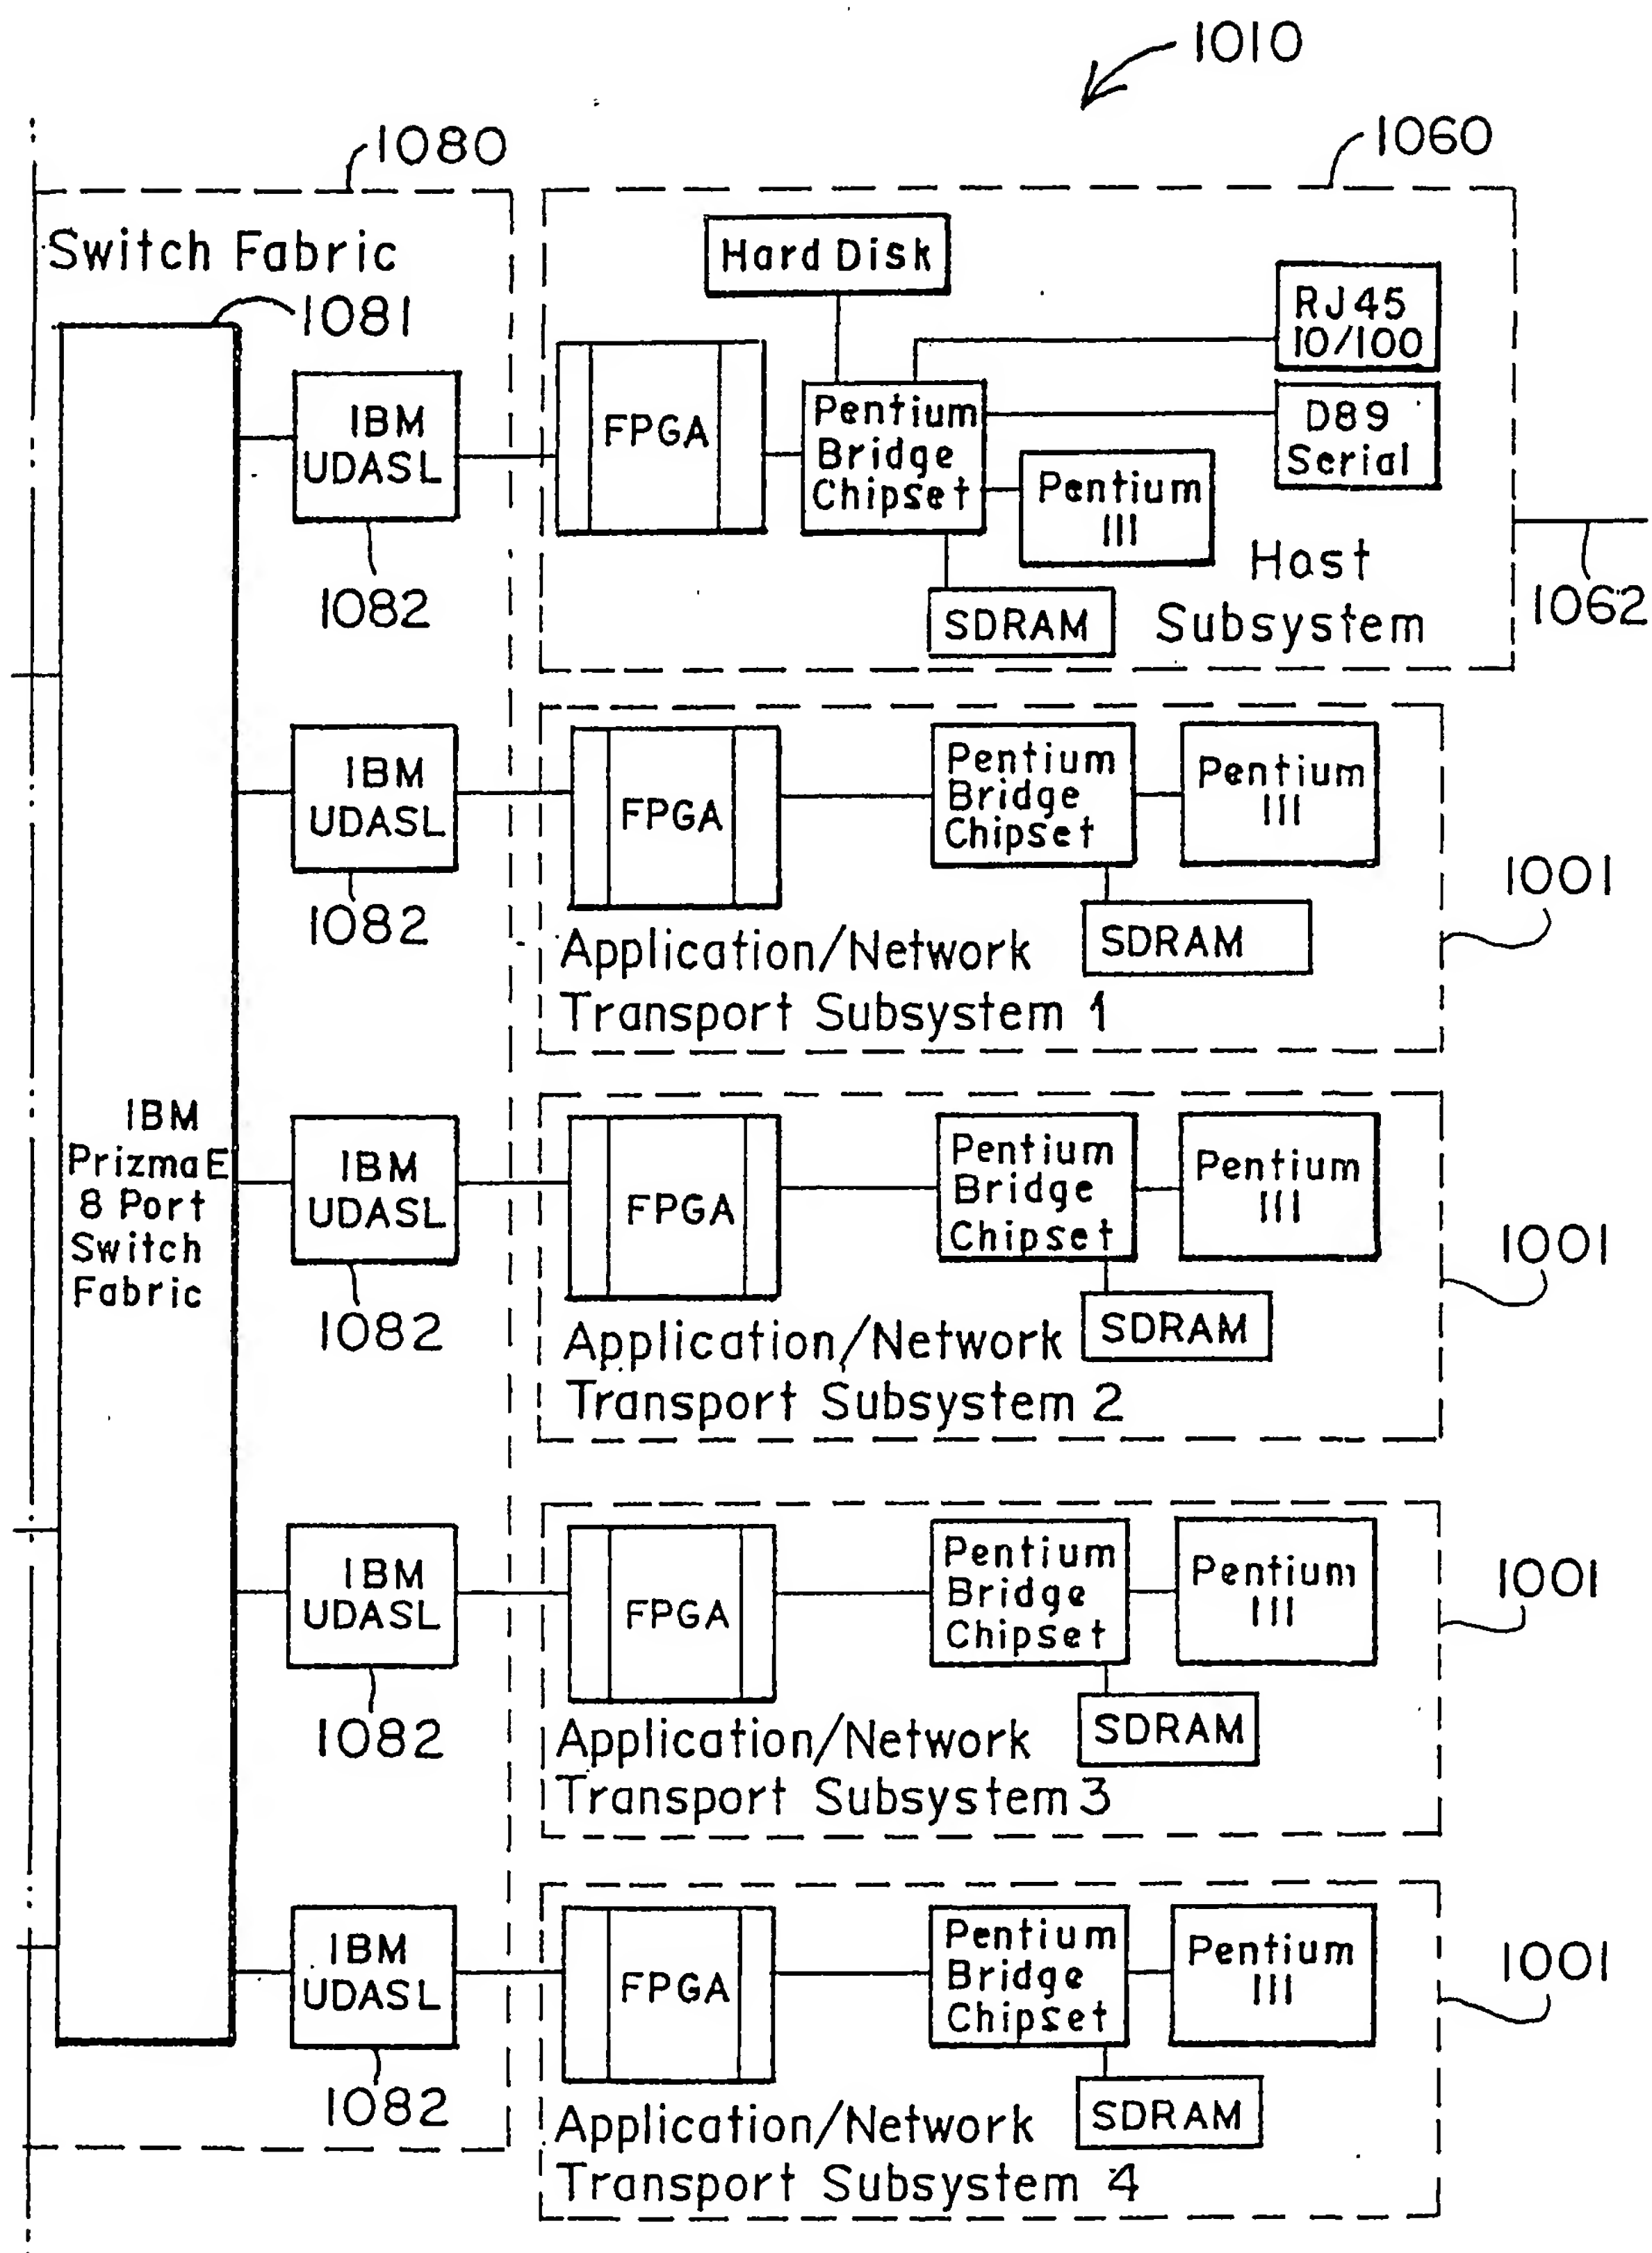 1010
1080
1060
Switch Fabric
1081
Hard Disk
RJ45
10/100
IBM
UDASL
FPGA
Pentium
Bridge
Chipset
D89
Serial
Pentium
III
1082
Host
Subsystem
1062
SDRAM
IBM
UDASL
FPGA
Pentium
Bridge
Chipset
Pentium
III
1082
1001
SDRAM
Application/Network
Transport Subsystem 1
IBM
PrizmaE
8 Port
Switch
Fabric
IBM
UDASL
FPGA
Pentium
Bridge
Chipset
Pentium
III
1082
1001
SDRAM
Application/Network
Transport Subsystem 2
IBM
UDASL
FPGA
Pentium
Bridge
Chipset
Pentium
III
1001
1082
SDRAM
Application/Network
Transport Subsystem 3
IBM
UDASL
FPGA
Pentium
Bridge
Chipset
Pentium
III
1001
1082
SDRAM
Application/Network
Transport Subsystem 4